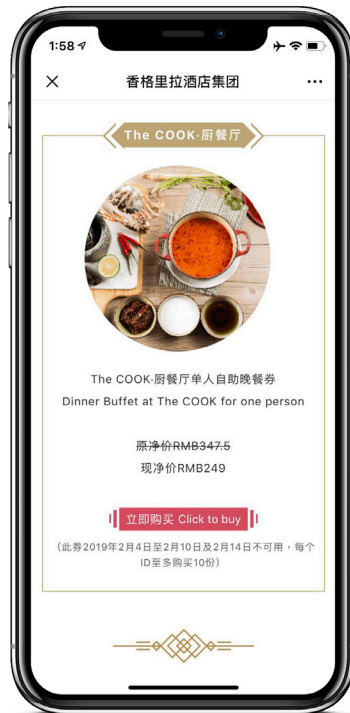 1:58
香格里拉酒店集团
The COOK·厨餐厅
The COOK·厨餐厅单人自助晚餐券
Dinner Buffet at The COOK for one person
原净价RMB347.5
现净价RMB249
立即购买 Click to buy
(此券2019年2月4日至2月10日及2月14日不可用，每个
ID至多购买10份)